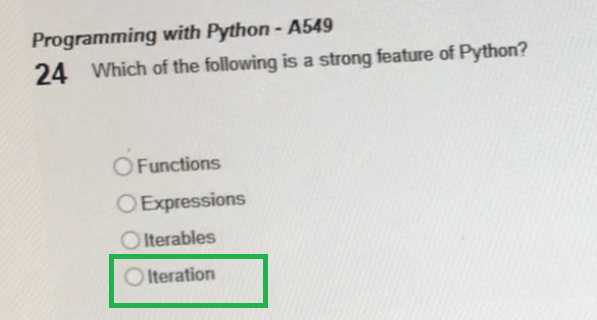 Programming with Python - A549
24 Which of the following is a strong feature of Python?
Functions
Expressions
Iterables
Iteration